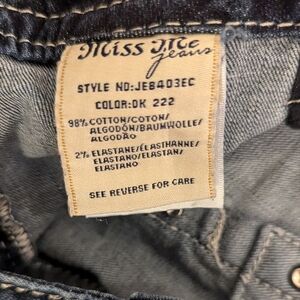 Miss Me
jeans
STYLE NO:JE8403EC
COLOR:DK 222
98% COTTON/COTON/
ALGODÓN/BAUMWOLLE/
ALGODÃO
2% ELASTANE/ÉLASTHANNE/
ELASTANO/ELASTAN/
ELASTANO
SEE REVERSE FOR CARE